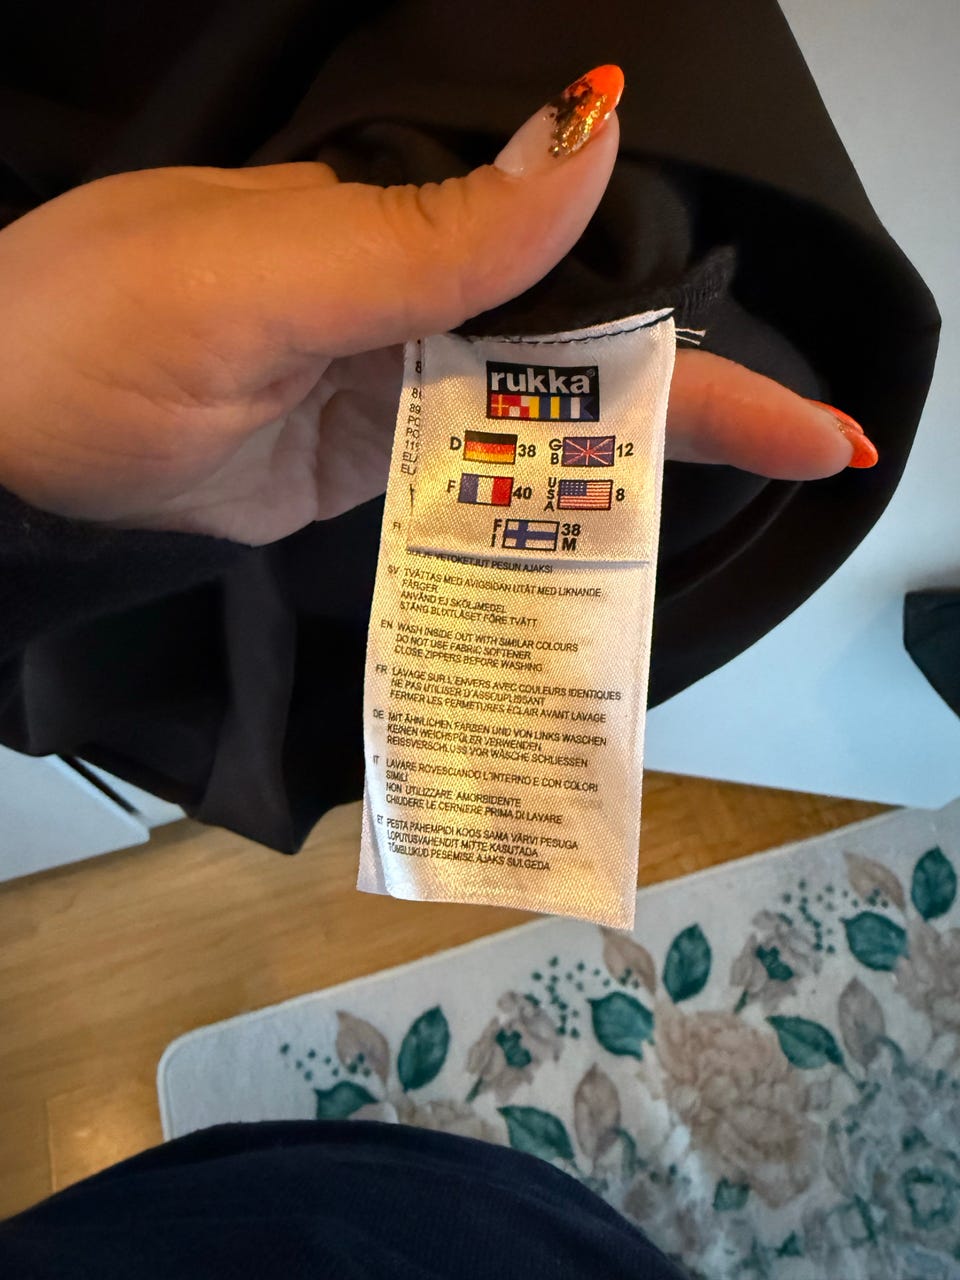 rukka
D 38 GB 12
F 40 USA 8
FI 38 M
VETOKETJUT PESUN AJAKSI
SV TVÄTTAS MED AVIGSIDAN UTÅT MED LIKNANDE
FÄRGER
ANVÄND EJ SKÖLJMEDEL
STÄNG BLIXTLÅSET FÖRE TVÄTT
EN WASH INSIDE OUT WITH SIMILAR COLOURS
DO NOT USE FABRIC SOFTENER
CLOSE ZIPPERS BEFORE WASHING
FR LAVAGE SUR L'ENVERS AVEC COULEURS IDENTIQUES
NE PAS UTILISER D'ASSOUPLISSANT
FERMER LES FERMETURES ÉCLAIR AVANT LAVAGE
DE MIT ÄHNLICHEN FARBEN UND VON LINKS WASCHEN
KEINEN WEICHSPÜLER VERWENDEN
REISSVERSCHLUSS VOR WÄSCHE SCHLIESSEN
IT LAVARE ROVESCIANDO L'INTERNO E CON COLORI
SIMILI
NON UTILIZZARE AMORBIDENTE
CHIUDERE LE CERNIERE PRIMA DI LAVARE
ET PESTA PAHEMPIDI KOOS SAMA VÄRVI PESUGA
LOPUTUSVAHENDIT MITTE KASUTADA
TÕMBLUKUD PESEMISE AJAKS SULGEDA